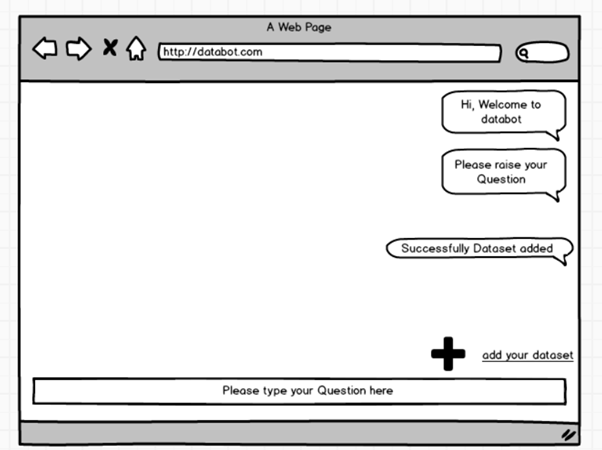 A Web Page
http://databot.com
Hi, Welcome to
databot
Please raise your
Question
Successfully Dataset added
add your dataset
Please type your Question here